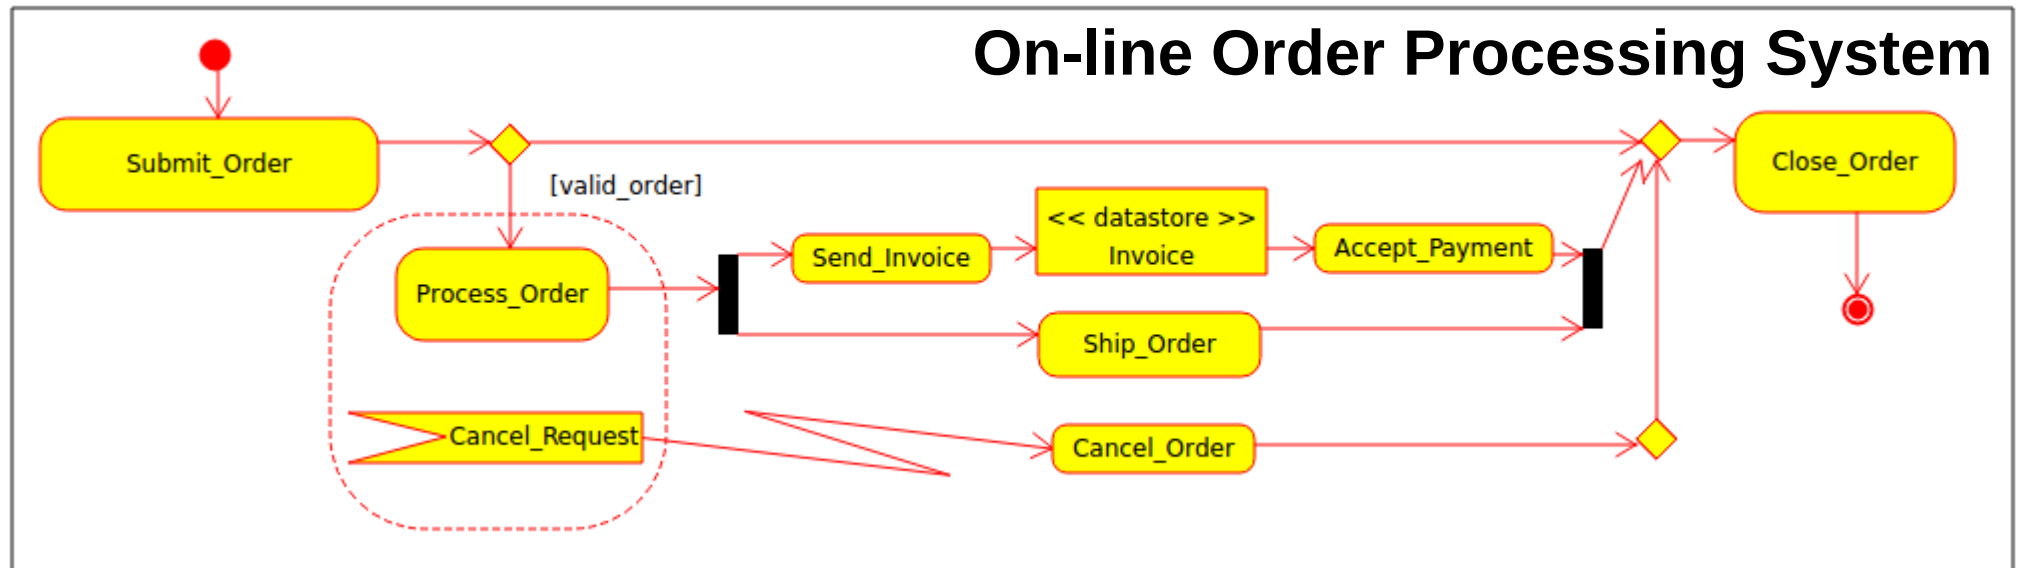 On-line Order Processing System
Submit_Order
Close_Order
[valid_order]
<< datastore >>
Invoice
Send_Invoice
Accept_Payment
Process_Order
Ship_Order
Cancel_Request
Cancel_Order